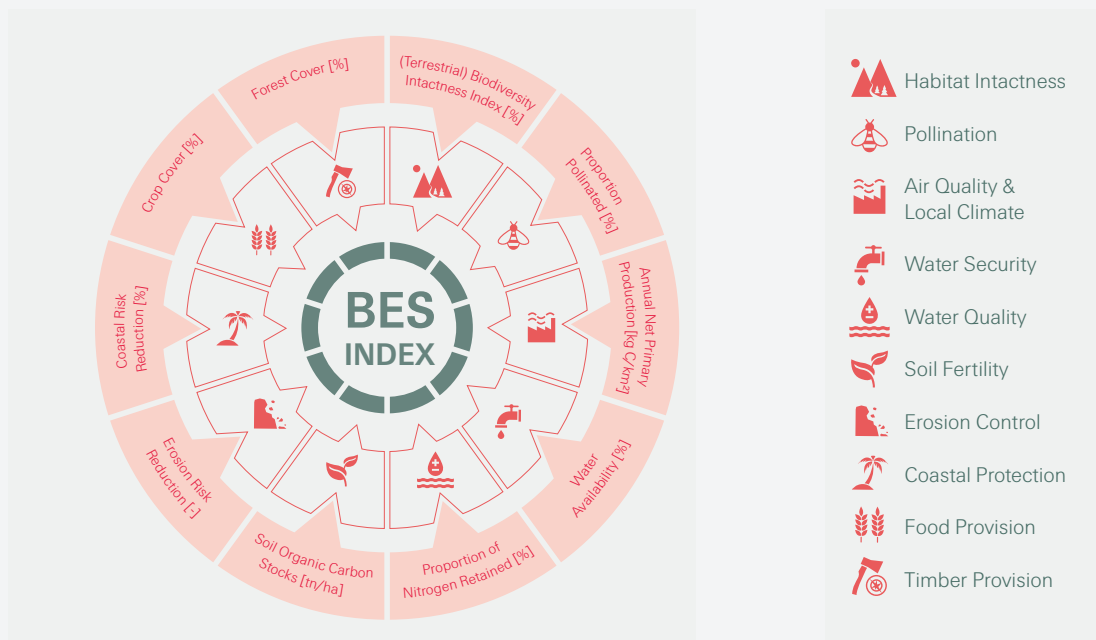 Forest Cover [%]
(Terrestrial) Biodiversity
Intactness Index [%]
Proportion
Pollinated [%]
Annual Net Primary
Production [kg C/km²]
Water
Availability [%]
Proportion of
Nitrogen Retained [%]
Soil Organic Carbon
Stocks [tn/ha]
Erosion Risk
Reduction [-]
Coastal Risk
Reduction [%]
Crop Cover [%]
BES
INDEX
Habitat Intactness
Pollination
Air Quality &
Local Climate
Water Security
Water Quality
Soil Fertility
Erosion Control
Coastal Protection
Food Provision
Timber Provision